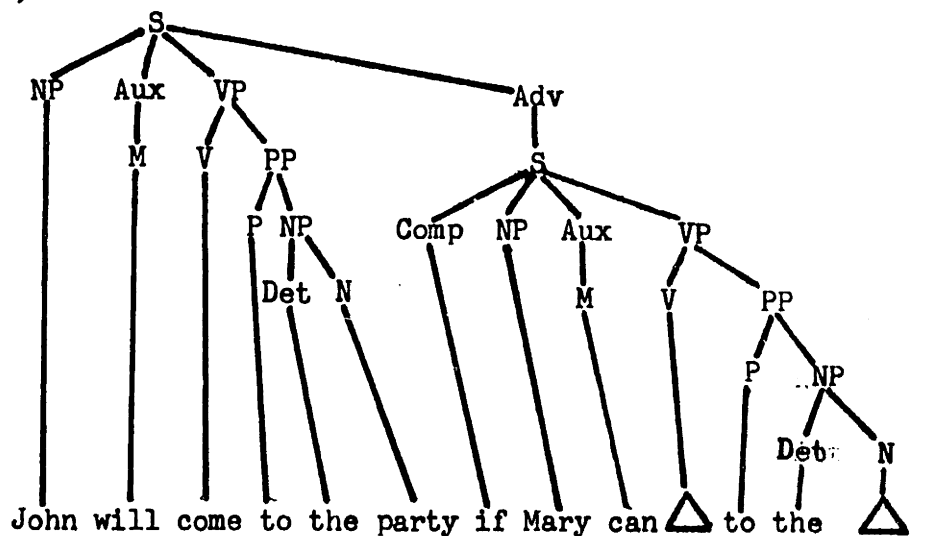 S
NP Aux VP Adv
M V PP S
P NP Comp NP Aux VP
Det N M V PP
P NP
Det N
John will come to the party if Mary can to the